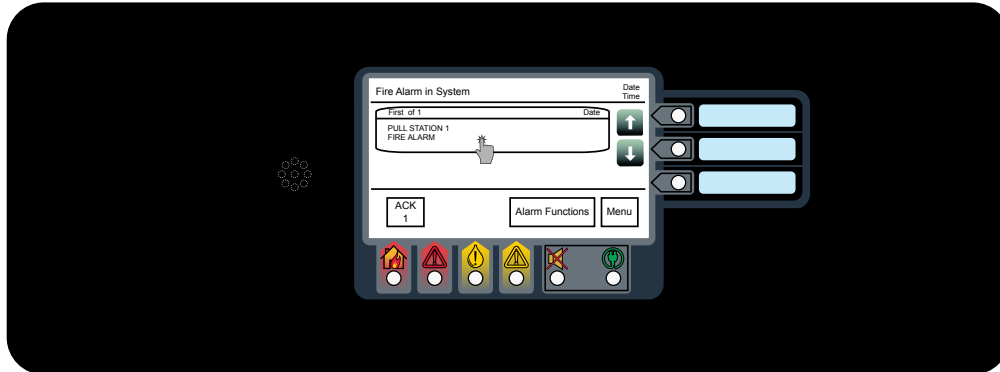 Fire Alarm in System
Date
Time
First of 1 Date
PULL STATION 1
FIRE ALARM
ACK
1
Alarm Functions
Menu